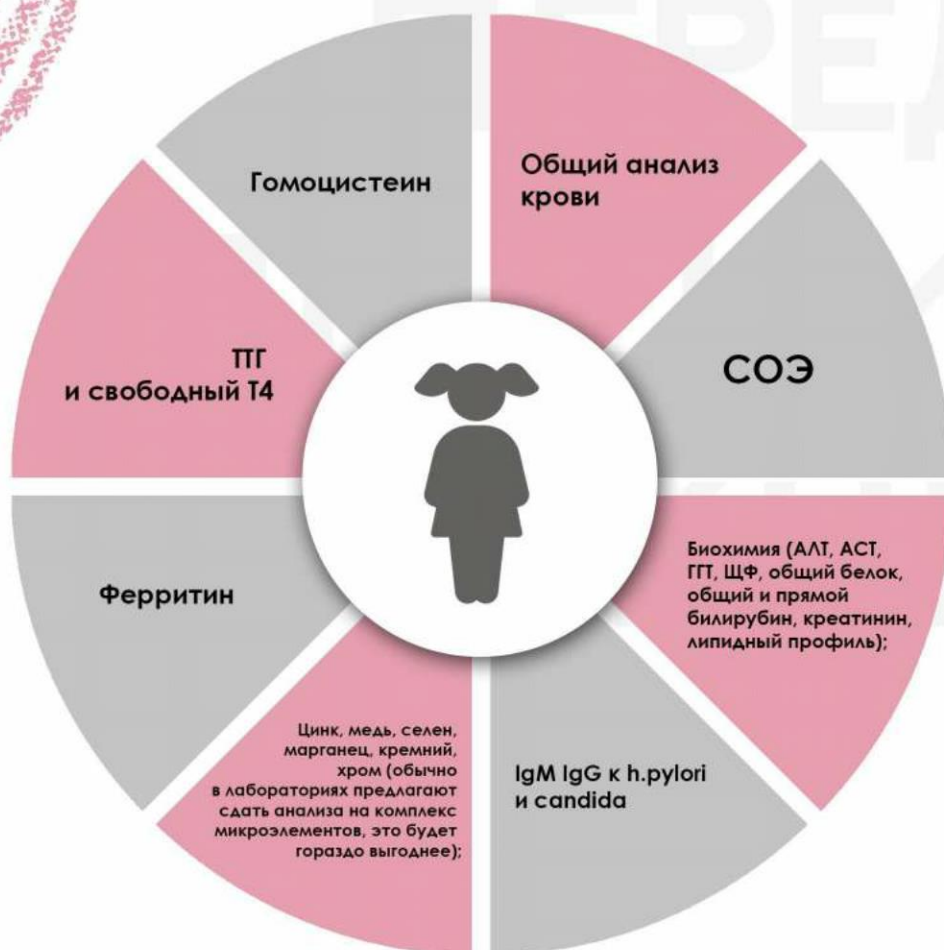 Гомоцистеин
Общий анализ
крови
СОЭ
Биохимия (АЛТ, АСТ,
ГГТ, ЩФ, общий белок,
общий и прямой
билирубин, креатинин,
липидный профиль);
IgM IgG к h.pylori
и candida
Цинк, медь, селен,
марганец, кремний,
хром (обычно
в лабораториях предлагают
сдать анализа на комплекс
микроэлементов, это будет
гораздо выгоднее);
Ферритин
ТТГ
и свободный Т4